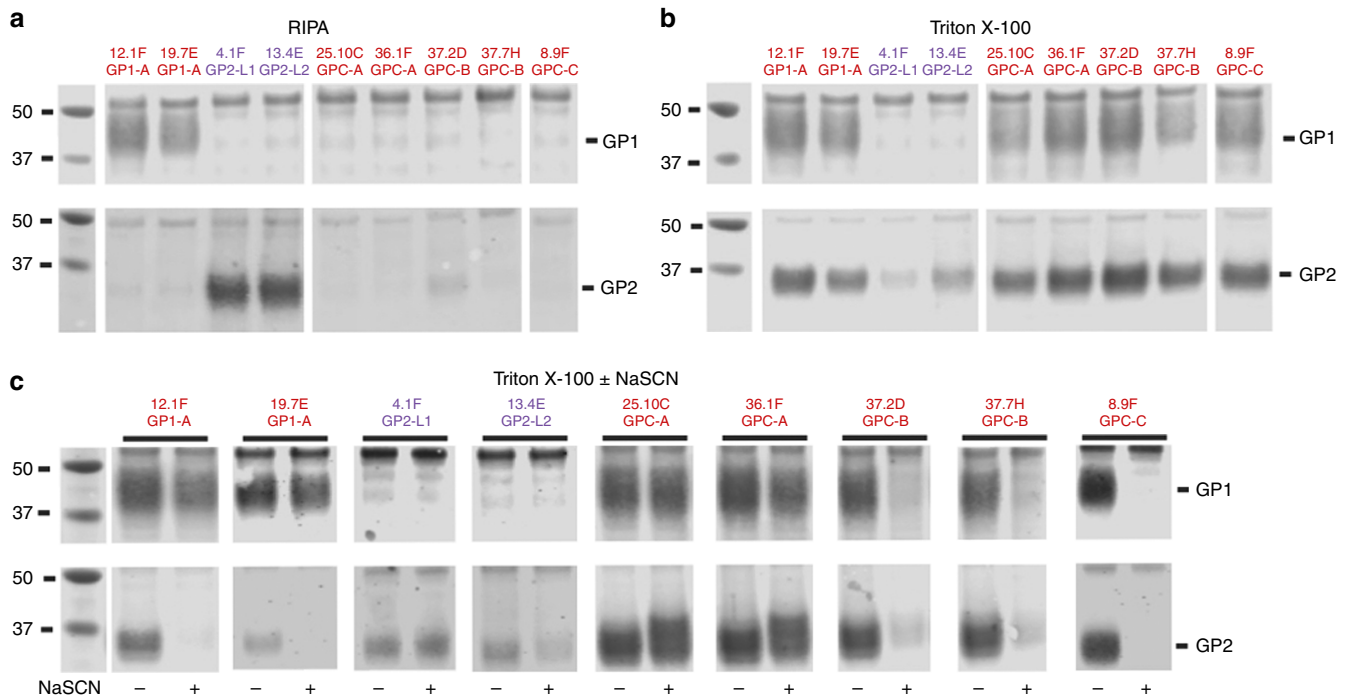 a
RIPA
12.1F 19.7E 4.1F 13.4E 25.10C 36.1F 37.2D 37.7H 8.9F
GP1-A GP1-A GP2-L1 GP2-L2 GPC-A GPC-A GPC-B GPC-B GPC-C
50
GP1
37
50
37
GP2
b
Triton X-100
12.1F 19.7E 4.1F 13.4E 25.10C 36.1F 37.2D 37.7H 8.9F
GP1-A GP1-A GP2-L1 GP2-L2 GPC-A GPC-A GPC-B GPC-B GPC-C
50
GP1
37
50
37
GP2
c
Triton X-100 ± NaSCN
12.1F 19.7E 4.1F 13.4E 25.10C 36.1F 37.2D 37.7H 8.9F
GP1-A GP1-A GP2-L1 GP2-L2 GPC-A GPC-A GPC-B GPC-B GPC-C
50
GP1
37
50
37
GP2
NaSCN – + – + – + – + – + – + – + – + – +